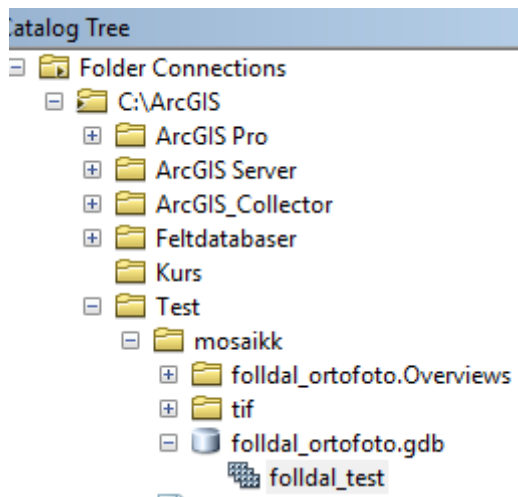 Catalog Tree
Folder Connections
C:\ArcGIS
ArcGIS Pro
ArcGIS Server
ArcGIS_Collector
Feltdatabaser
Kurs
Test
mosaikk
folldal_ortofoto.Overviews
tif
folldal_ortofoto.gdb
folldal_test